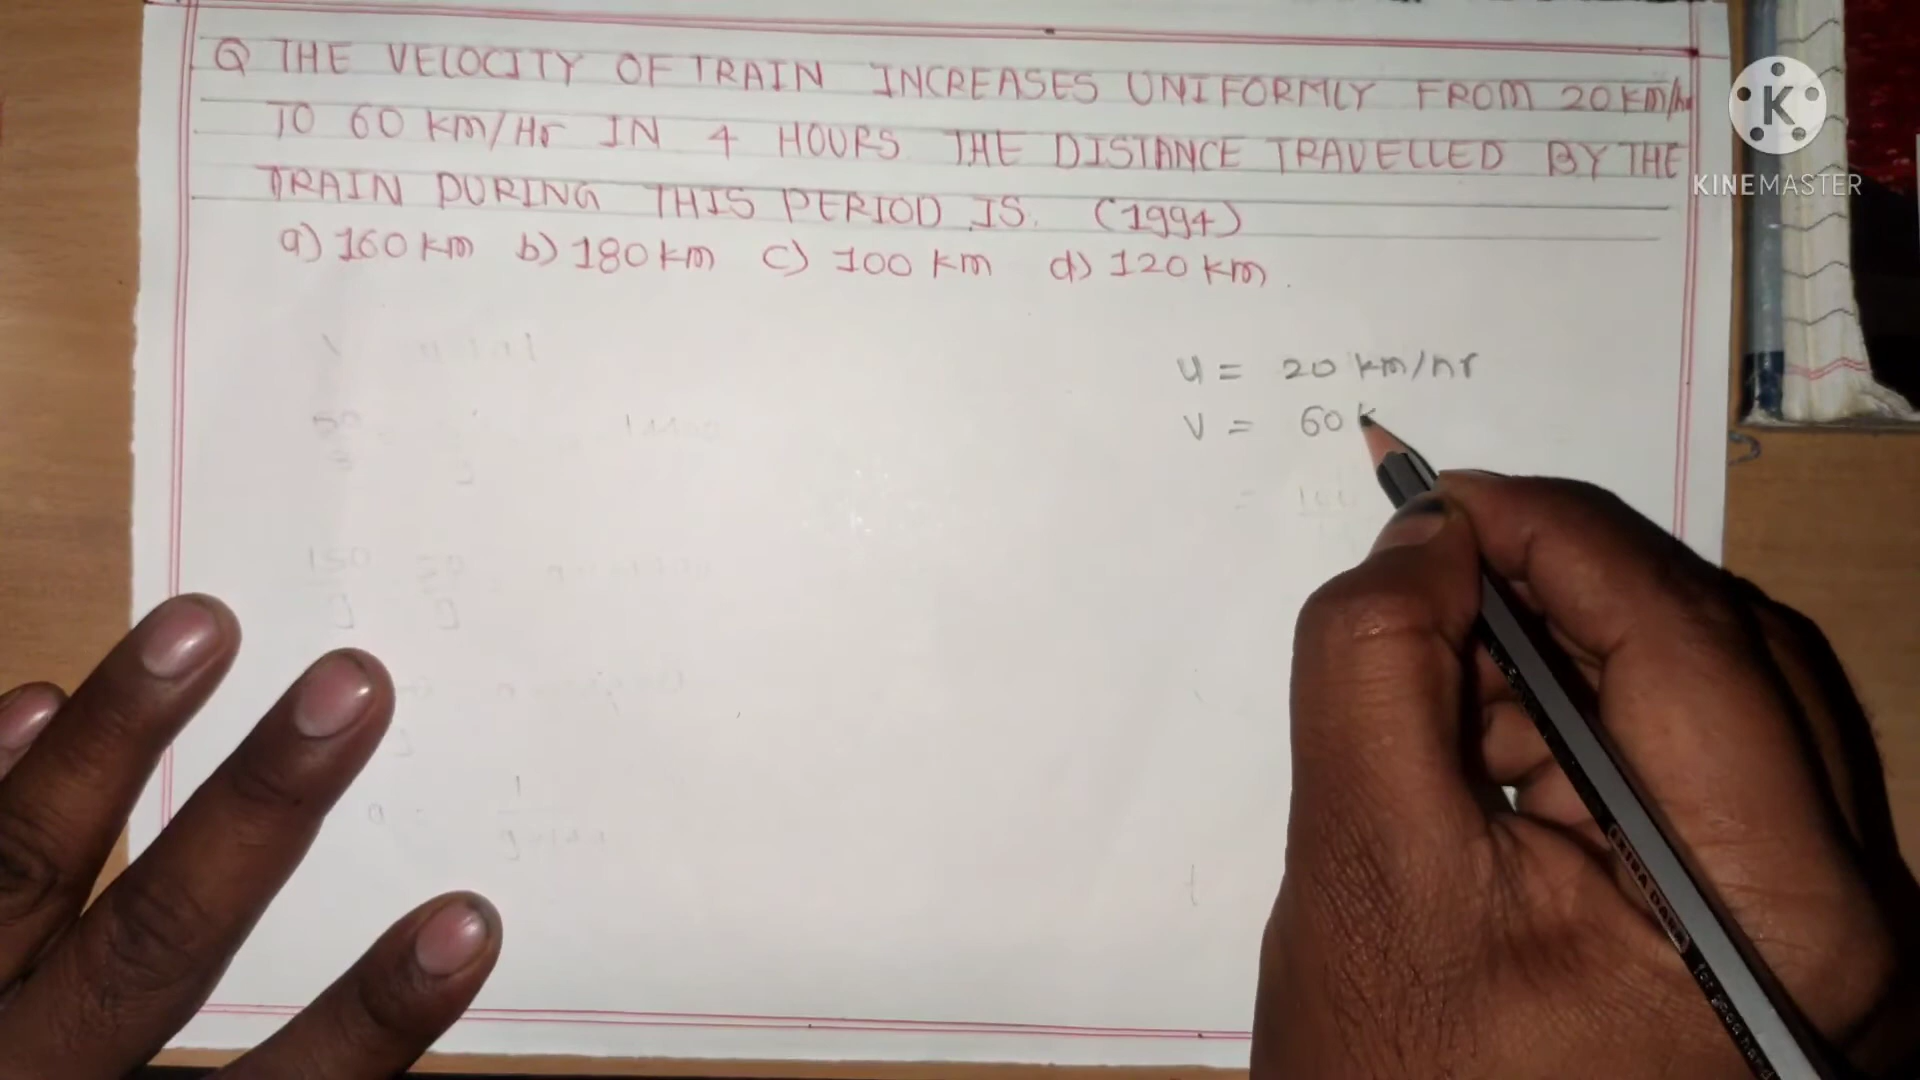 Q THE VELOCITY OF TRAIN INCREASES UNIFORMLY FROM 20 KM/Hr
TO 60 KM/Hr IN 4 HOURS THE DISTANCE TRAVELLED BY THE
TRAIN DURING THIS PERIOD IS. (1994)
a) 160 km b) 180 km c) 100 km d) 120 km.
u = 20 km/hr
v = 60 k
K
KINEMASTER